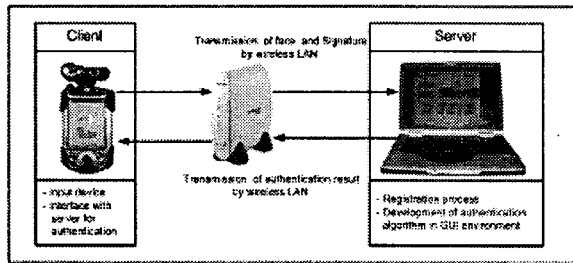 Client
Transmission of face and Signature
by wireless LAN
Server
Transmission of authentication result
by wireless LAN
- Input device
- Interface with
server for
authentication
- Registration process
- Development of authentication
algorithm in GUI environment